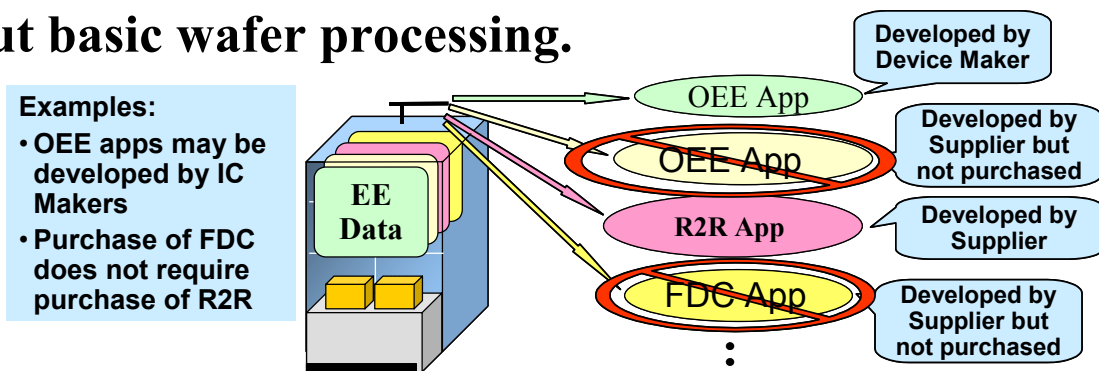 ut basic wafer processing.
Examples:
• OEE apps may be
developed by IC
Makers
• Purchase of FDC
does not require
purchase of R2R
EE
Data
OEE App
OEE App
R2R App
FDC App
Developed by
Device Maker
Developed by
Supplier but
not purchased
Developed by
Supplier
Developed by
Supplier but
not purchased